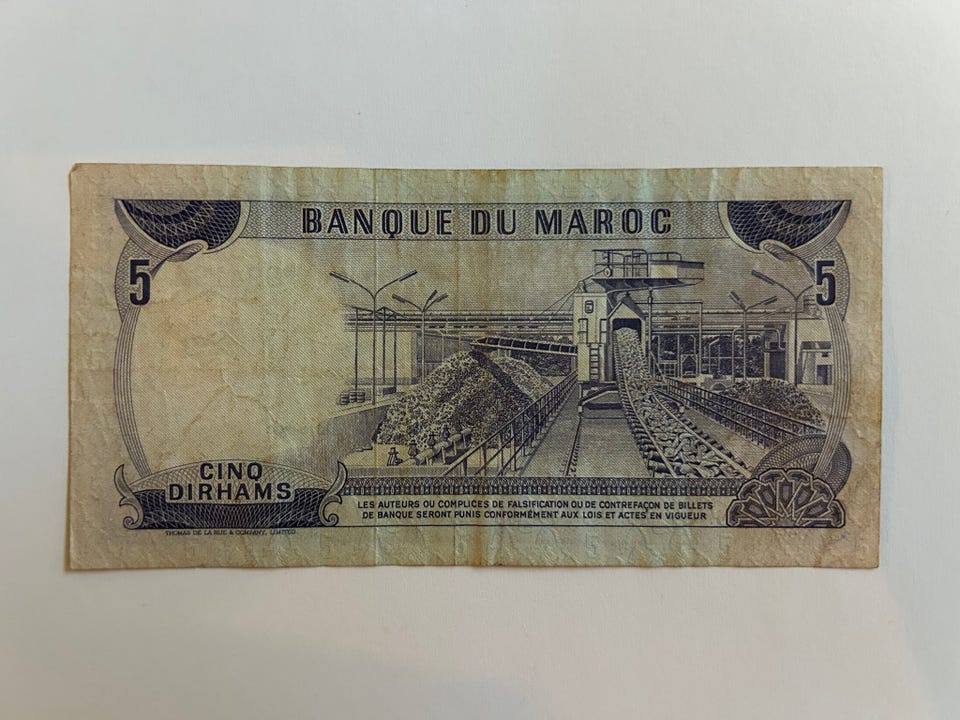 BANQUE DU MAROC
5
5
CINQ
DIRHAMS
LES AUTEURS OU COMPLICES DE FALSIFICATION OU DE CONTREFAÇON DE BILLETS
DE BANQUE SERONT PUNIS CONFORMÉMENT AUX LOIS ET ACTES EN VIGUEUR
THOMAS DE LA RUE & COMPANY, LIMITED